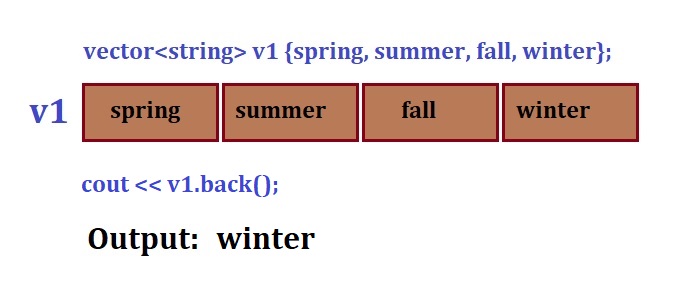 vector<string> v1 {spring, summer, fall, winter};
v1 spring summer fall winter
cout << v1.back();
Output: winter